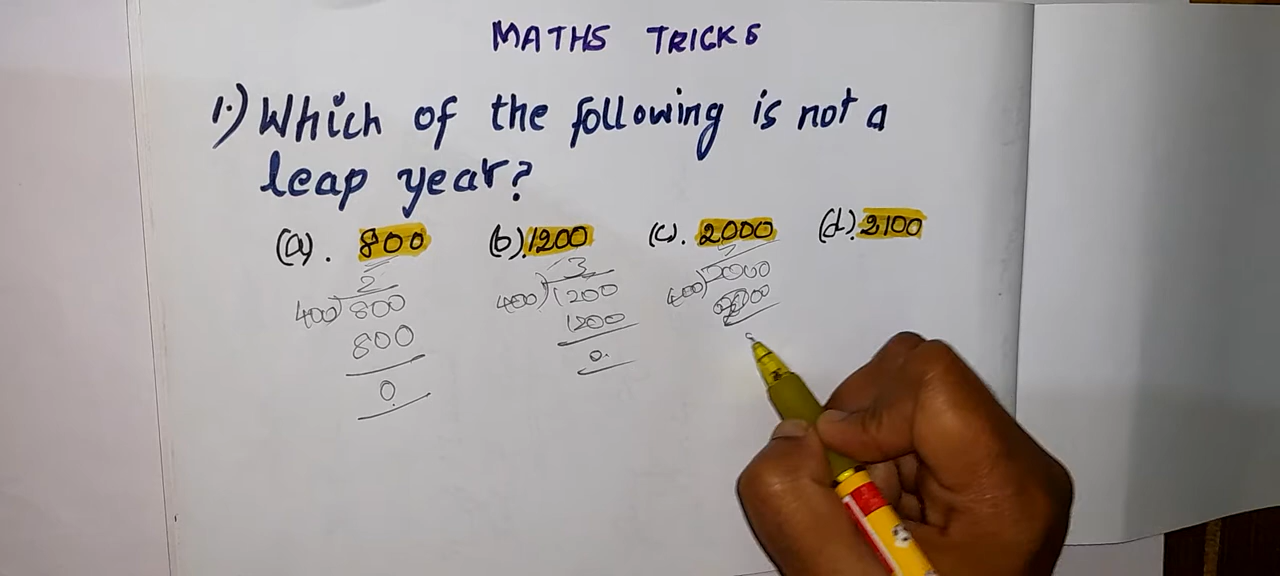 MATHS TRICKS
1.) Which of the following is not a
leap year?
(a). 800 (b). 1200 (c). 2000 (d). 2100
2
400) 800
800
0
3
400) 1200
1200
0.
400) 2000